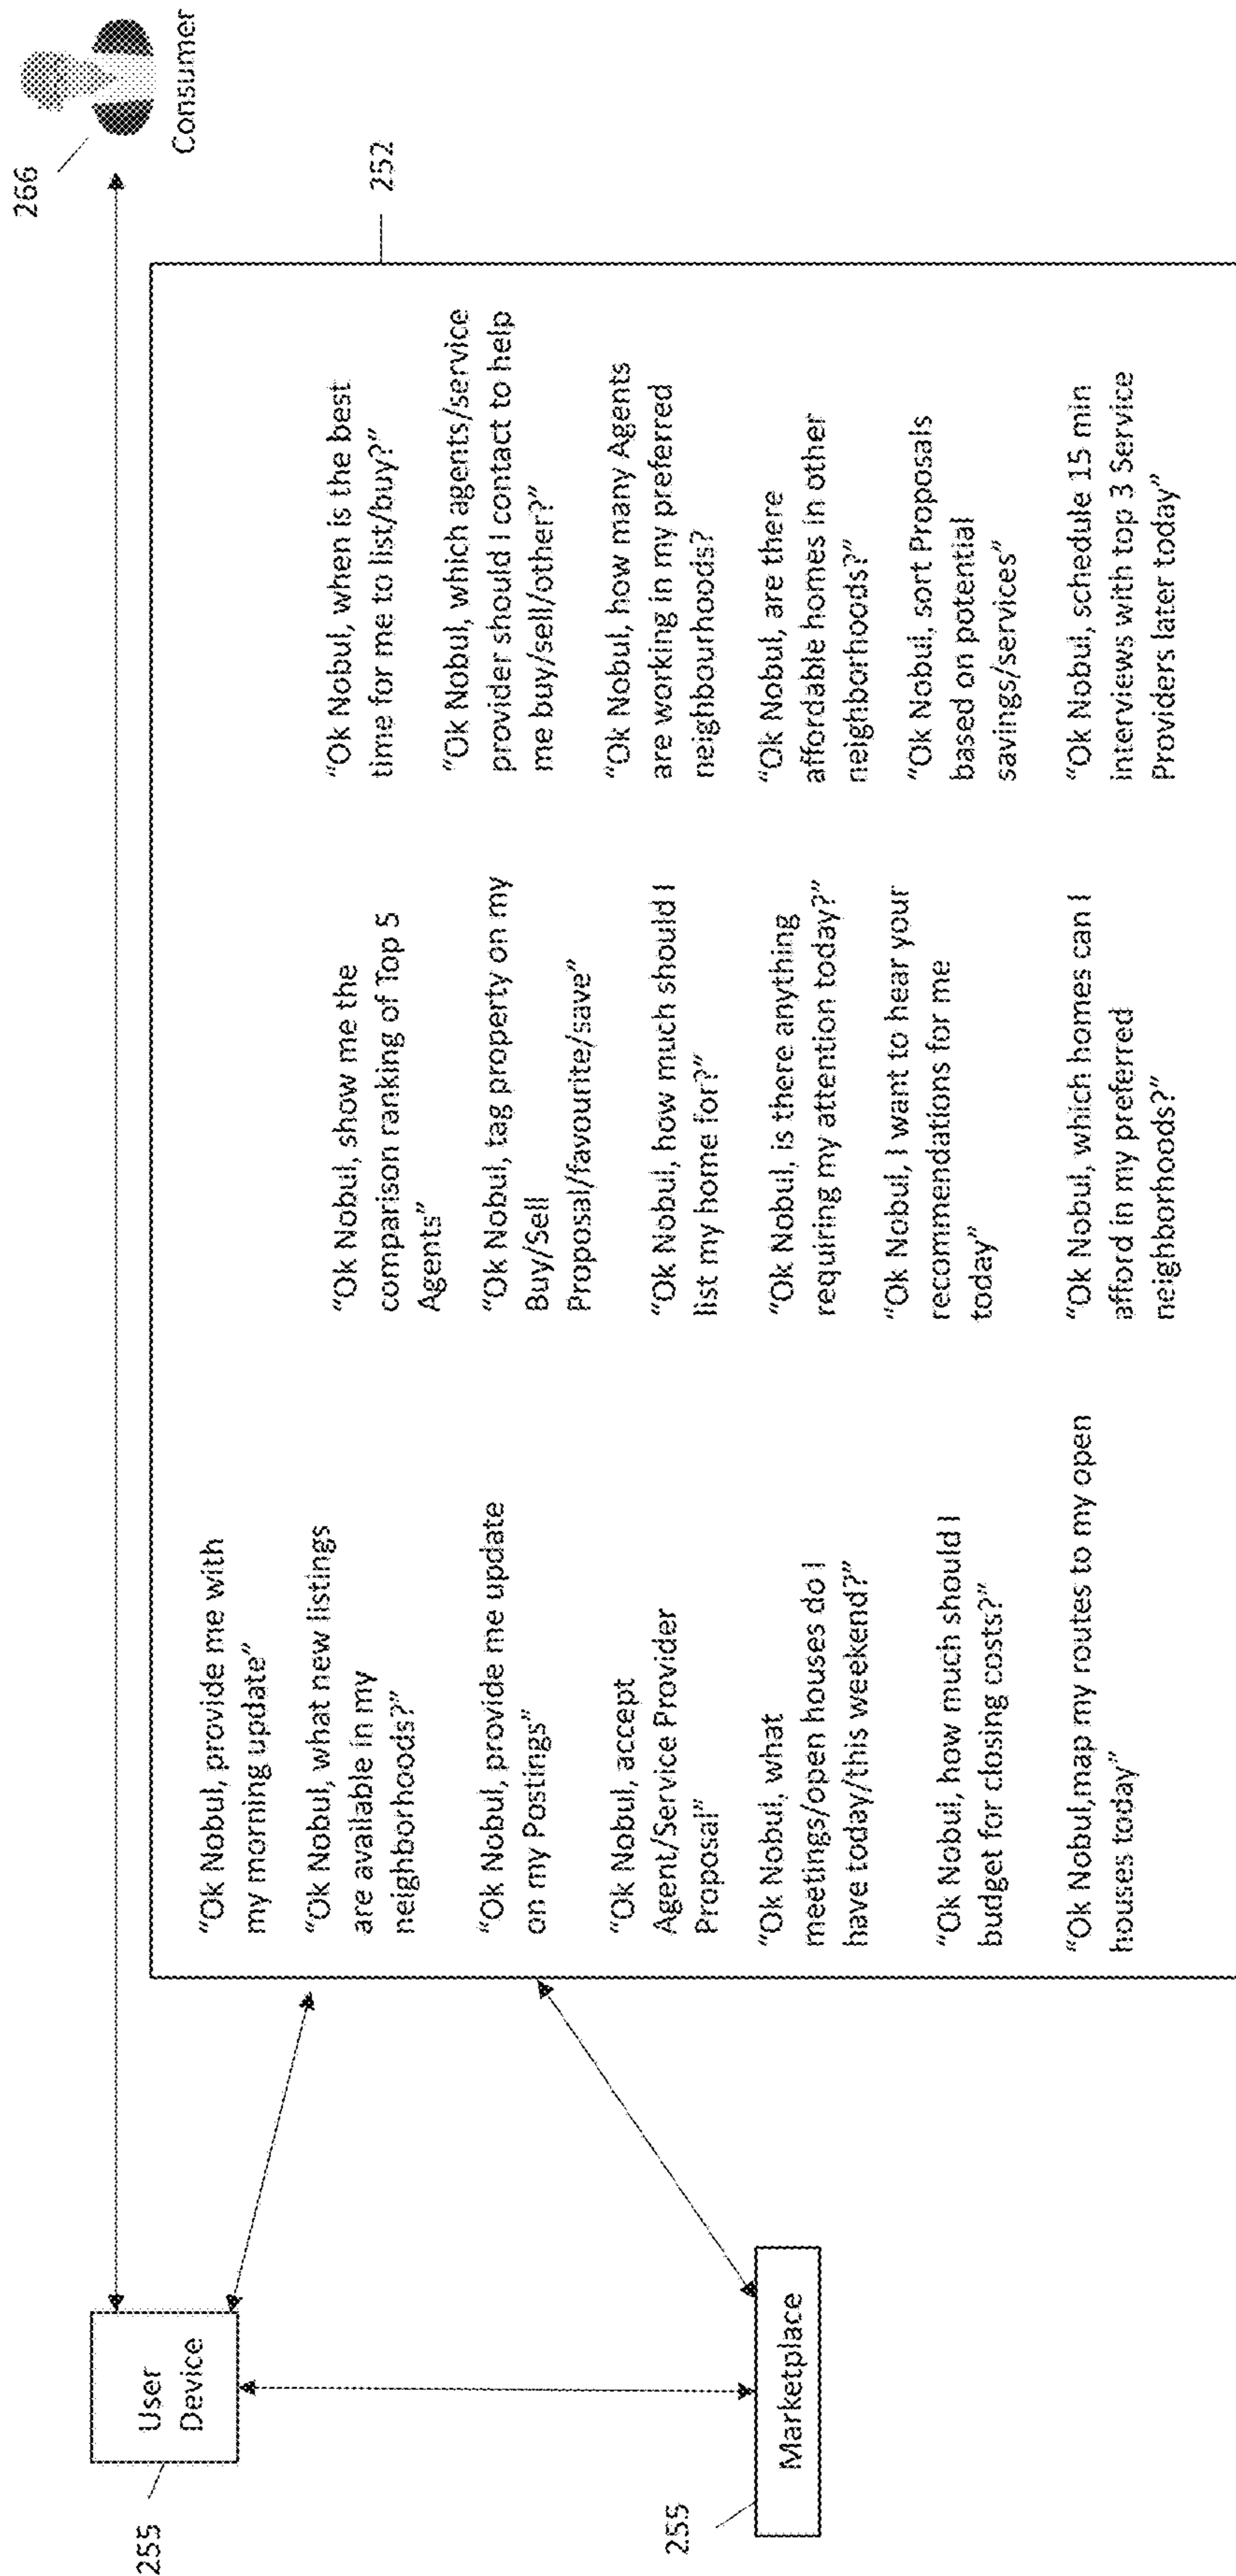 266
Consumer
252
255
User
Device
255
Marketplace
“Ok Nobul, provide me with
my morning update”
“Ok Nobul, what new listings
are available in my
neighborhoods?”
“Ok Nobul, provide me update
on my Postings”
“Ok Nobul, accept
Agent/Service Provider
Proposal”
“Ok Nobul, what
meetings/open houses do I
have today/this weekend?”
“Ok Nobul, how much should I
budget for closing costs?”
“Ok Nobul,map my routes to my open
houses today”
“Ok Nobul, show me the
comparison ranking of Top 5
Agents”
“Ok Nobul, tag property on my
Buy/Sell
Proposal/favourite/save”
“Ok Nobul, how much should I
list my home for?”
“Ok Nobul, is there anything
requiring my attention today?”
“Ok Nobul, I want to hear your
recommendations for me
today”
“Ok Nobul, which homes can I
afford in my preferred
neighborhoods?”
“Ok Nobul, when is the best
time for me to list/buy?”
“Ok Nobul, which agents/service
provider should I contact to help
me buy/sell/other?”
“Ok Nobul, how many Agents
are working in my preferred
neighbourhoods?
“Ok Nobul, are there
affordable homes in other
neighborhoods?”
“Ok Nobul, sort Proposals
based on potential
savings/services”
“Ok Nobul, schedule 15 min
interviews with top 3 Service
Providers later today”